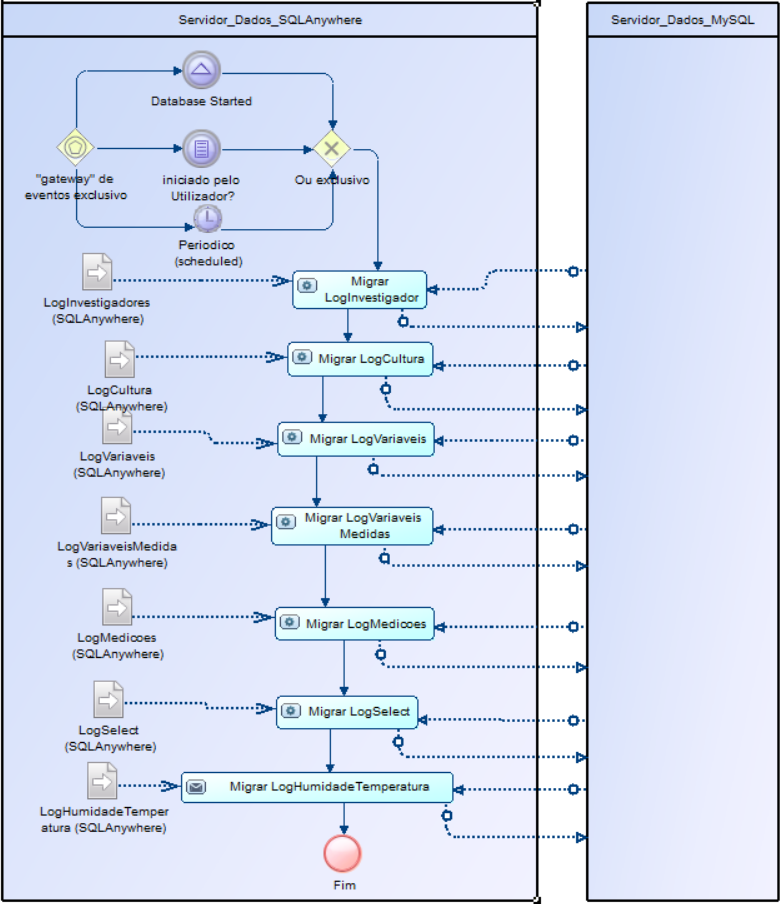 Servidor_Dados_SQLAnywhere
Servidor_Dados_MySQL
Database Started
"gateway" de
eventos exclusivo
iniciado pelo
Utilizador?
Ou exclusivo
Periodico
(scheduled)
LogInvestigadores
(SQLAnywhere)
Migrar
LogInvestigador
LogCultura
(SQLAnywhere)
Migrar LogCultura
LogVariaveis
(SQLAnywhere)
Migrar LogVariaveis
LogVariaveisMedida
s (SQLAnywhere)
Migrar LogVariaveis
Medidas
LogMedicoes
(SQLAnywhere)
Migrar LogMedicoes
LogSelect
(SQLAnywhere)
Migrar LogSelect
LogHumidadeTemper
atura (SQLAnywhere)
Migrar LogHumidadeTemperatura
Fim